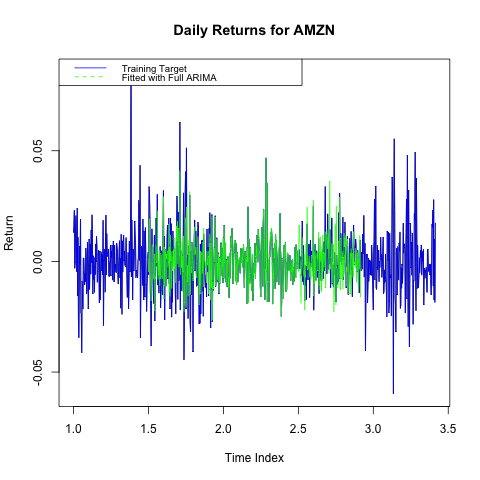 Daily Returns for AMZN
Training Target
Fitted with Full ARIMA
Return
0.05
0.00
-0.05
1.0 1.5 2.0 2.5 3.0 3.5
Time Index